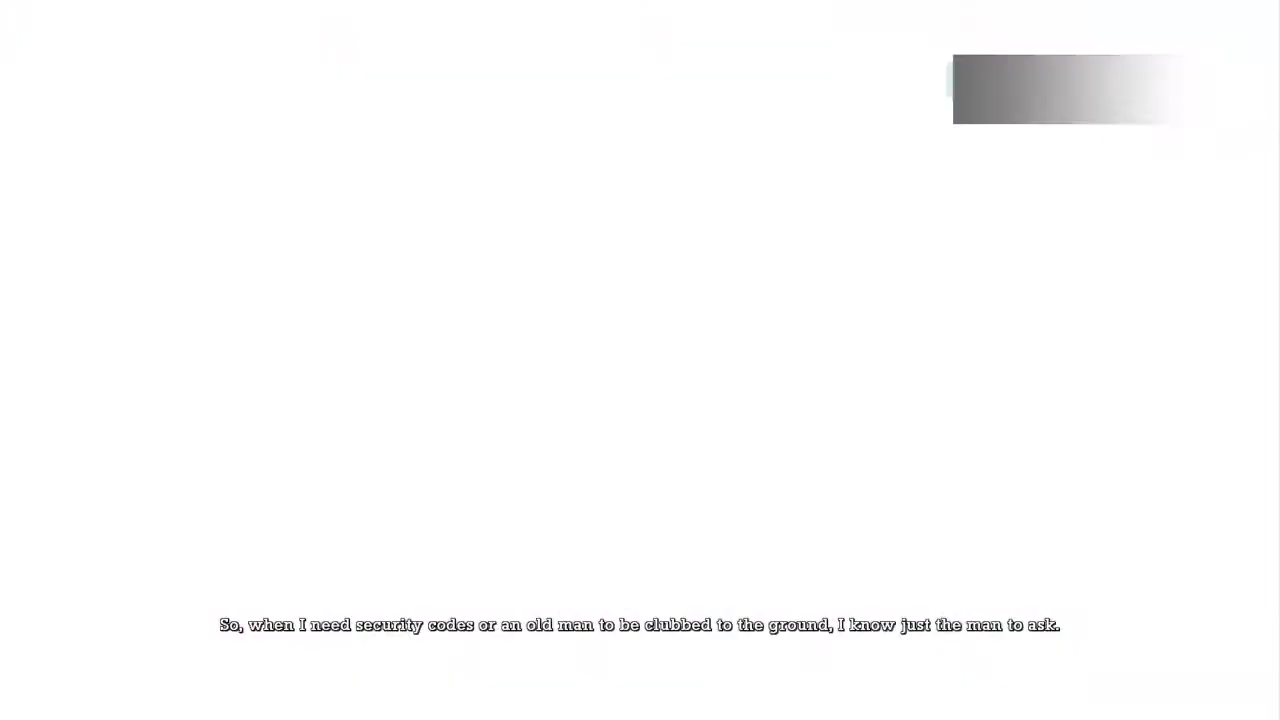 So, when I need security codes or an old man to be clubbed to the ground, I know just the man to ask.